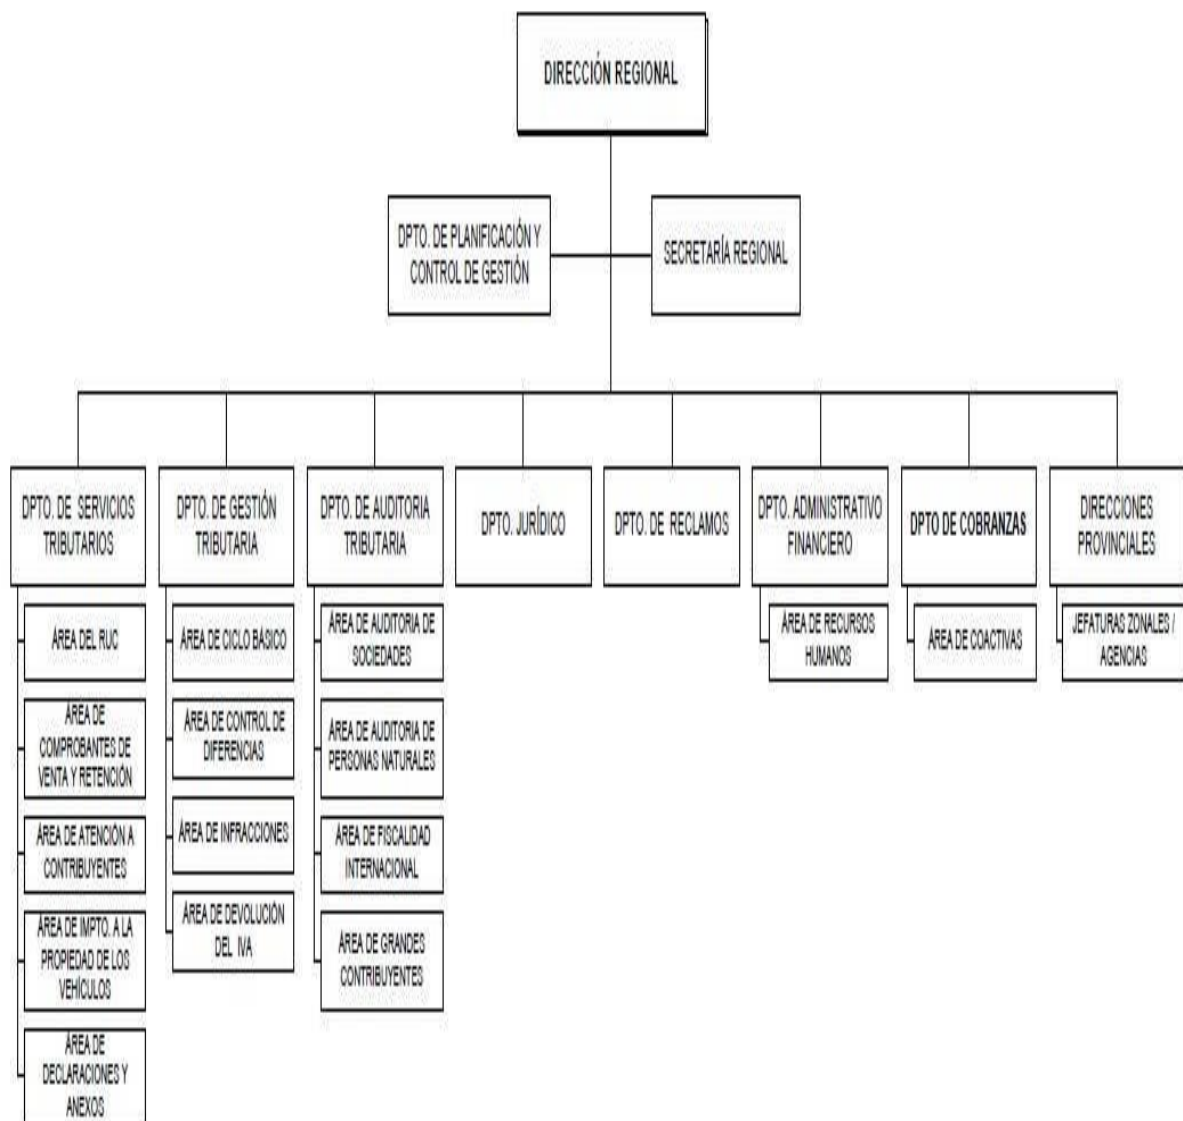 DIRECCIÓN REGIONAL
DPTO. DE PLANIFICACIÓN Y
CONTROL DE GESTIÓN
SECRETARÍA REGIONAL
DPTO. DE SERVICIOS
TRIBUTARIOS
DPTO. DE GESTIÓN
TRIBUTARIA
DPTO. DE AUDITORIA
TRIBUTARIA
DPTO. JURÍDICO
DPTO. DE RECLAMOS
DPTO. ADMINISTRATIVO
FINANCIERO
DPTO DE COBRANZAS
DIRECCIONES
PROVINCIALES
ÁREA DEL RUC
ÁREA DE
COMPROBANTES DE
VENTA Y RETENCIÓN
ÁREA DE ATENCIÓN A
CONTRIBUYENTES
ÁREA DE IMPTO. A LA
PROPIEDAD DE LOS
VEHÍCULOS
ÁREA DE
DECLARACIONES Y
ANEXOS
ÁREA DE CICLO BÁSICO
ÁREA DE CONTROL DE
DIFERENCIAS
ÁREA DE INFRACCIONES
ÁREA DE DEVOLUCIÓN
DEL IVA
ÁREA DE AUDITORIA DE
SOCIEDADES
ÁREA DE AUDITORIA DE
PERSONAS NATURALES
ÁREA DE FISCALIDAD
INTERNACIONAL
ÁREA DE GRANDES
CONTRIBUYENTES
ÁREA DE RECURSOS
HUMANOS
ÁREA DE COACTIVAS
JEFATURAS ZONALES /
AGENCIAS